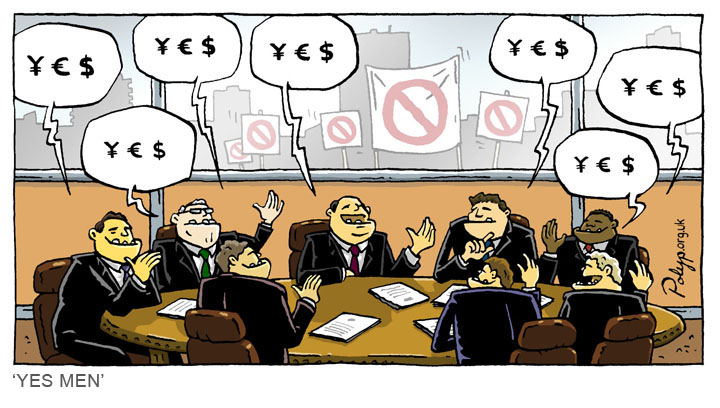 ¥ € $
¥ € $
¥ € $
¥ € $
¥ € $
¥ € $
¥ € $
Polyp.org.uk
'YES MEN'